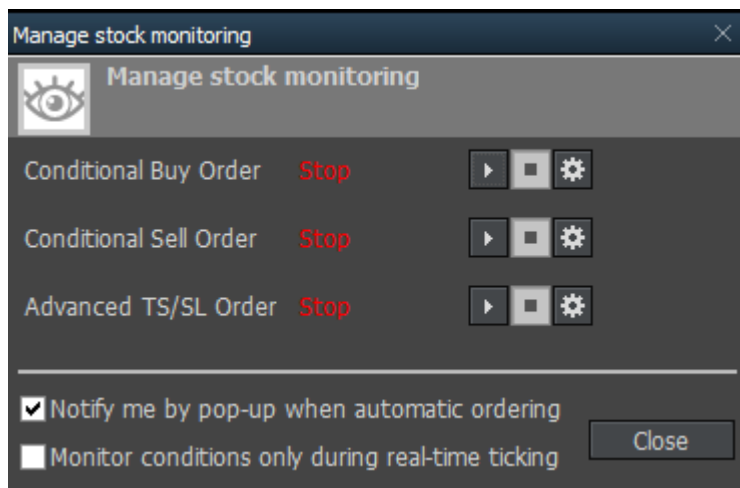 Manage stock monitoring
Manage stock monitoring
Conditional Buy Order Stop
Conditional Sell Order Stop
Advanced TS/SL Order Stop
Notify me by pop-up when automatic ordering
Close
Monitor conditions only during real-time ticking